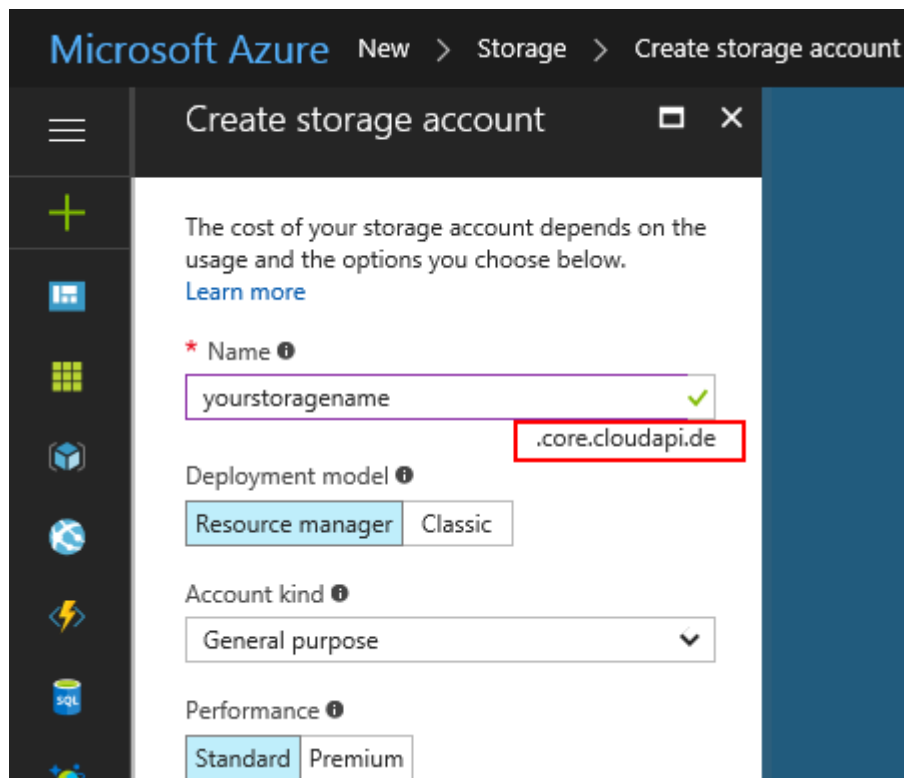 Microsoft Azure New > Storage > Create storage account
Create storage account
The cost of your storage account depends on the
usage and the options you choose below.
Learn more
* Name
yourstoragename
.core.cloudapi.de
Deployment model
Resource manager Classic
Account kind
General purpose
Performance
Standard Premium
SQL